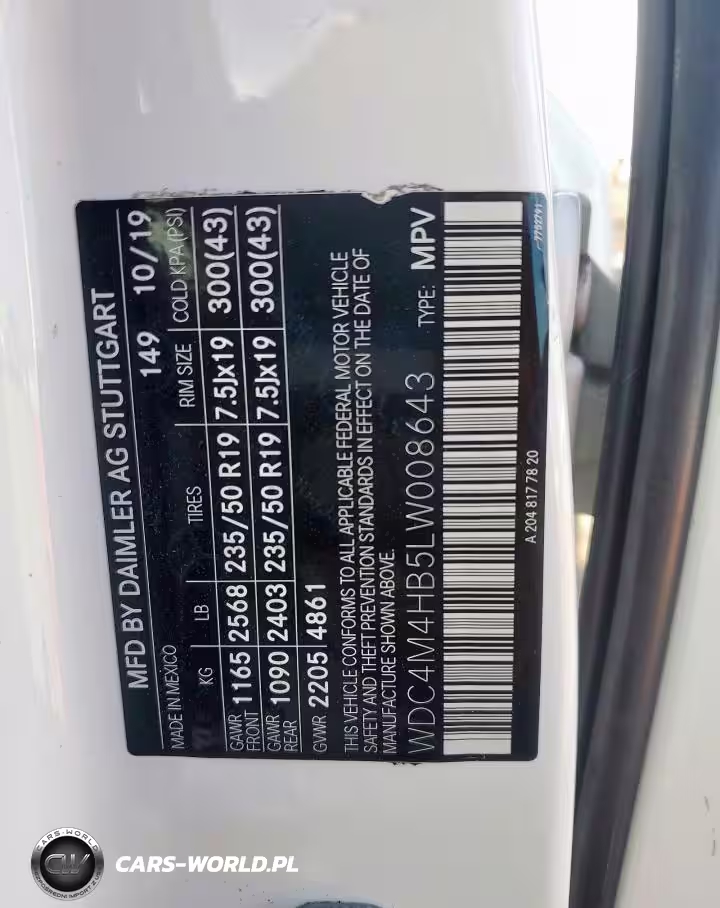 MFD BY DAIMLER AG STUTTGART
MADE IN MEXICO 149 10/19
KG LB TIRES RIM SIZE COLD KPA(PSI)
GAWR FRONT 1165 2568 235/50 R19 7.5Jx19 300(43)
GAWR REAR 1090 2403 235/50 R19 7.5Jx19 300(43)
GVWR 2205 4861
THIS VEHICLE CONFORMS TO ALL APPLICABLE FEDERAL MOTOR VEHICLE
SAFETY AND THEFT PREVENTION STANDARDS IN EFFECT ON THE DATE OF
MANUFACTURE SHOWN ABOVE.
WDC4M4HB5LW008643 TYPE: MPV
A 204 817 78 20
CARS-WORLD
CW
CARS-WORLD.PL